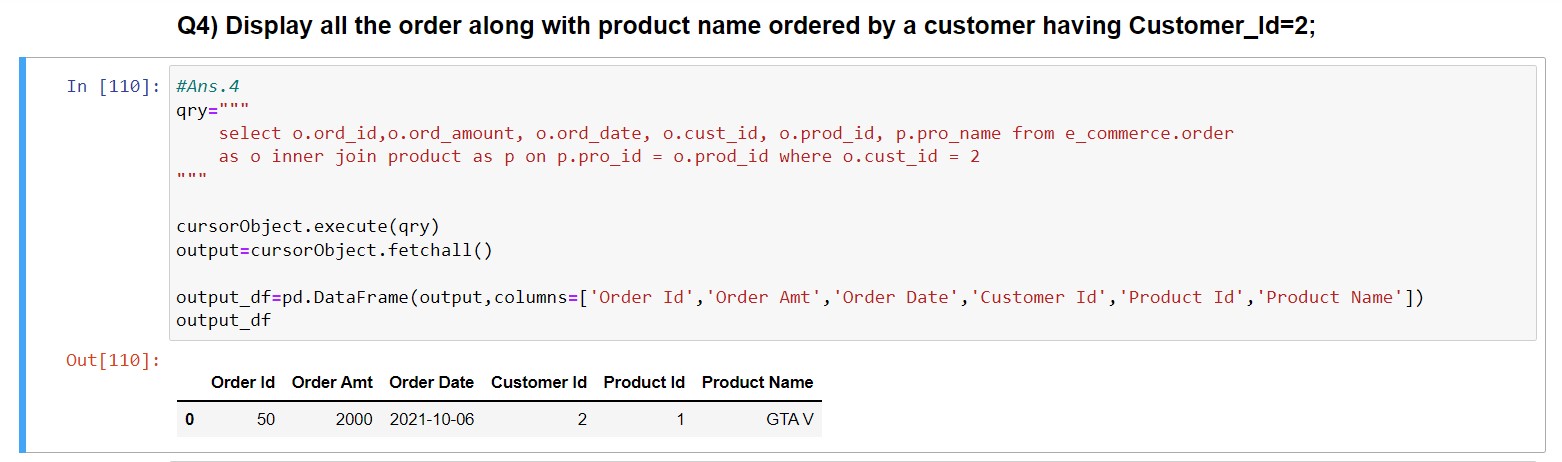 Q4) Display all the order along with product name ordered by a customer having Customer_Id=2;
In [110]: #Ans.4
qry="""
select o.ord_id,o.ord_amount, o.ord_date, o.cust_id, o.prod_id, p.pro_name from e_commerce.order
as o inner join product as p on p.pro_id = o.prod_id where o.cust_id = 2
"""
cursorObject.execute(qry)
output=cursorObject.fetchall()
output_df=pd.DataFrame(output,columns=['Order Id','Order Amt','Order Date','Customer Id','Product Id','Product Name'])
output_df
Out[110]:
Order Id Order Amt Order Date Customer Id Product Id Product Name
0 50 2000 2021-10-06 2 1 GTA V